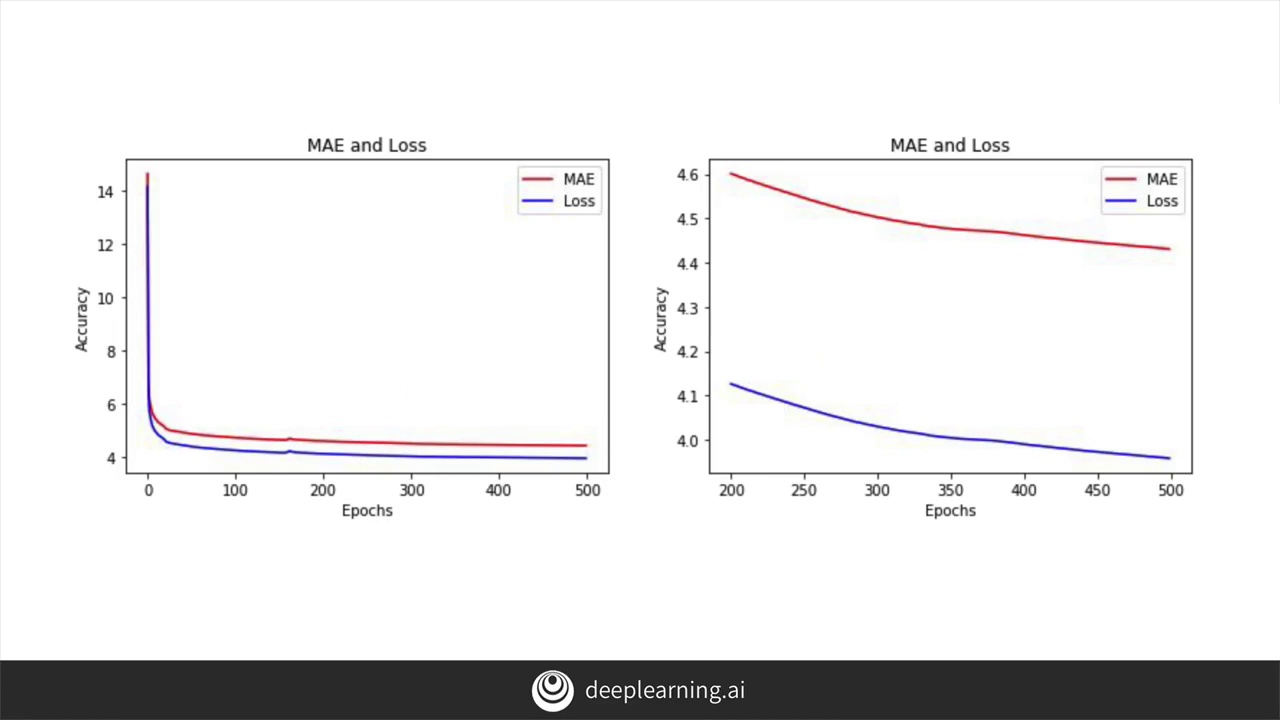 MAE and Loss
MAE
Loss
14
12
10
8
6
4
Accuracy
0 100 200 300 400 500
Epochs
MAE and Loss
MAE
Loss
4.6
4.5
4.4
4.3
4.2
4.1
4.0
Accuracy
200 250 300 350 400 450 500
Epochs
deeplearning.ai